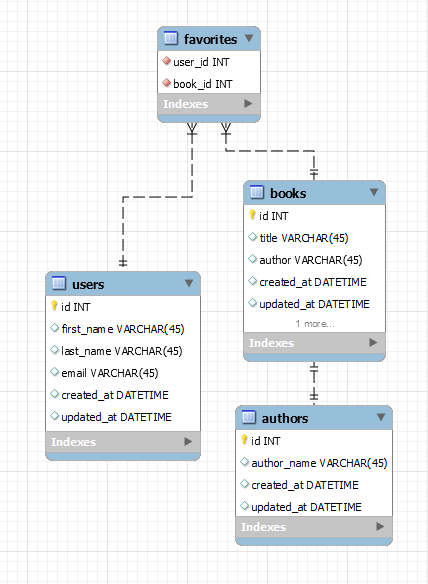 favorites
user_id INT
book_id INT
Indexes
books
id INT
title VARCHAR(45)
author VARCHAR(45)
created_at DATETIME
updated_at DATETIME
1 more...
Indexes
users
id INT
first_name VARCHAR(45)
last_name VARCHAR(45)
email VARCHAR(45)
created_at DATETIME
updated_at DATETIME
Indexes
authors
id INT
author_name VARCHAR(45)
created_at DATETIME
updated_at DATETIME
Indexes